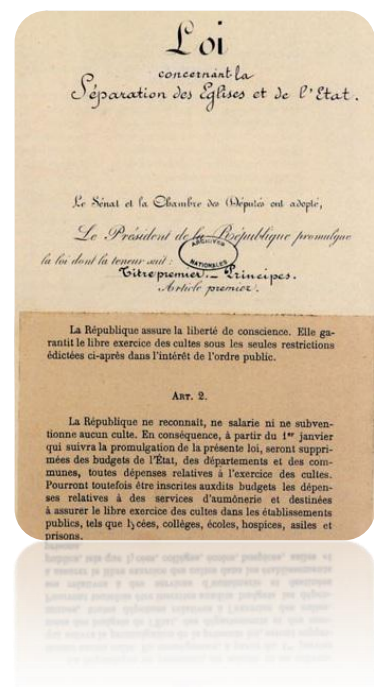 Loi
concernant la
Séparation des Eglises et de l'Etat.
Le Sénat et la Chambre des Députés ont adopté,
Le Président de la République promulgue
la loi dont la teneur suit :
ARCHIVES
NATIONALES
Titre premier. _ Principes.
Article premier.
La République assure la liberté de conscience. Elle ga-
rantit le libre exercice des cultes sous les seules restrictions
édictées ci-après dans l'intérêt de l'ordre public.
ART. 2.
La République ne reconnaît, ne salarie ni ne subven-
tionne aucun culte. En conséquence, à partir du 1er janvier
qui suivra la promulgation de la présente loi, seront suppri-
mées des budgets de l'État, des départements et des com-
munes, toutes dépenses relatives à l'exercice des cultes.
Pourront toutefois être inscrites auxdits budgets les dépen-
ses relatives à des services d'aumônerie et destinées
à assurer le libre exercice des cultes dans les établissements
publics, tels que lycées, collèges, écoles, hospices, asiles et
prisons.